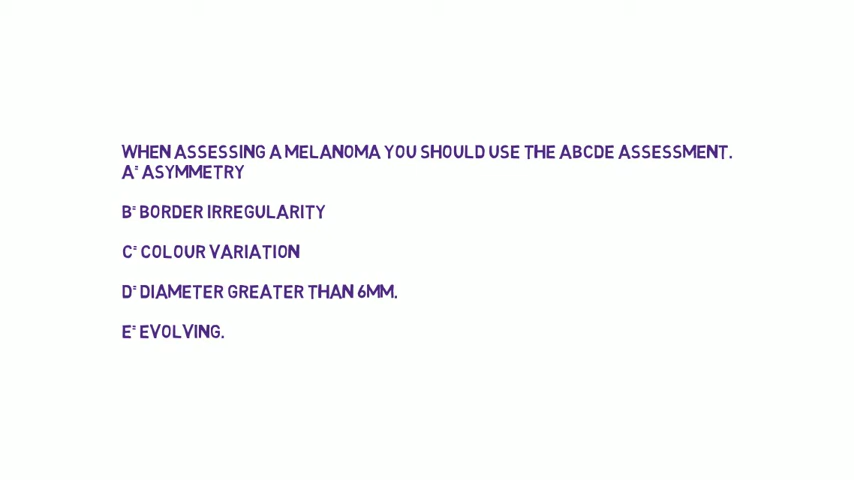 WHEN ASSESSING A MELANOMA YOU SHOULD USE THE ABCDE ASSESSMENT.
A= ASYMMETRY
B= BORDER IRREGULARITY
C= COLOUR VARIATION
D= DIAMETER GREATER THAN 6MM.
E= EVOLVING.